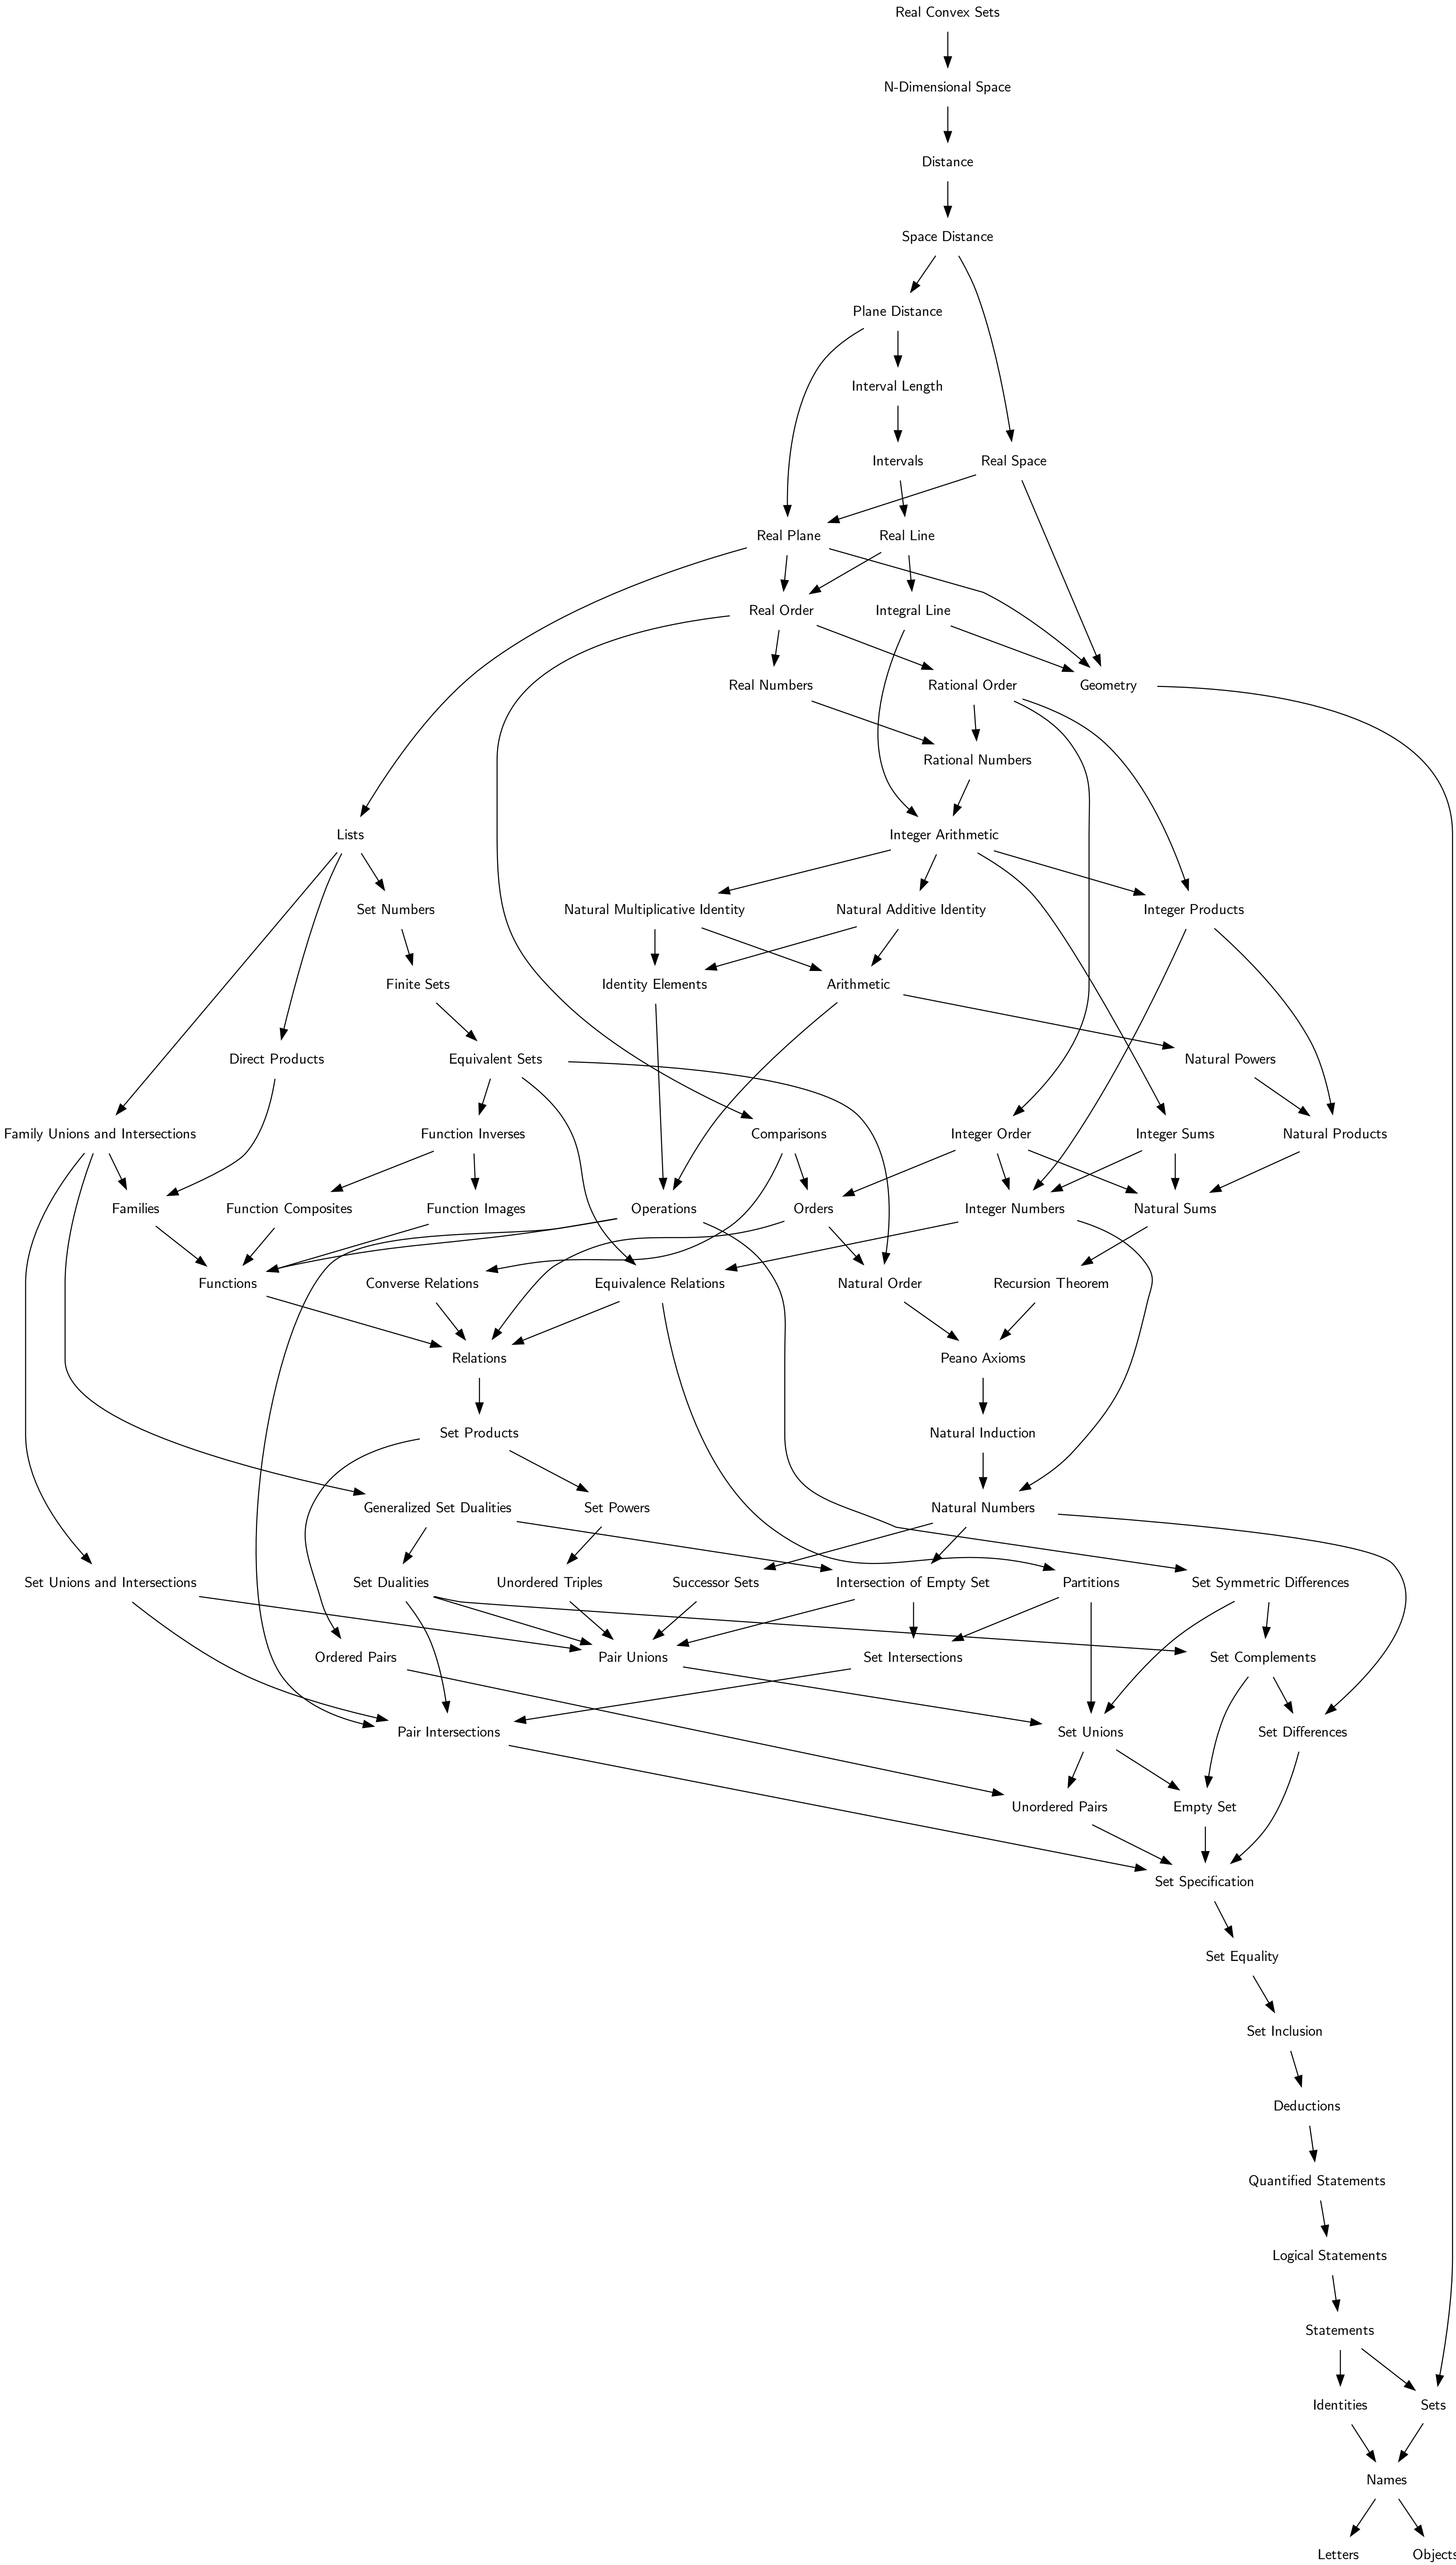 Real Convex Sets
N-Dimensional Space
Distance
Space Distance
Plane Distance
Interval Length
Intervals
Real Space
Real Plane
Real Line
Real Order
Integral Line
Real Numbers
Rational Order
Geometry
Rational Numbers
Lists
Integer Arithmetic
Set Numbers
Natural Multiplicative Identity
Natural Additive Identity
Integer Products
Finite Sets
Identity Elements
Arithmetic
Direct Products
Equivalent Sets
Natural Powers
Family Unions and Intersections
Function Inverses
Comparisons
Integer Order
Integer Sums
Natural Products
Families
Function Composites
Function Images
Operations
Orders
Integer Numbers
Natural Sums
Functions
Converse Relations
Equivalence Relations
Natural Order
Recursion Theorem
Relations
Peano Axioms
Set Products
Natural Induction
Generalized Set Dualities
Set Powers
Natural Numbers
Set Unions and Intersections
Set Dualities
Unordered Triples
Successor Sets
Intersection of Empty Set
Partitions
Set Symmetric Differences
Ordered Pairs
Pair Unions
Set Intersections
Set Complements
Pair Intersections
Set Unions
Set Differences
Unordered Pairs
Empty Set
Set Specification
Set Equality
Set Inclusion
Deductions
Quantified Statements
Logical Statements
Statements
Identities
Sets
Names
Letters
Objects